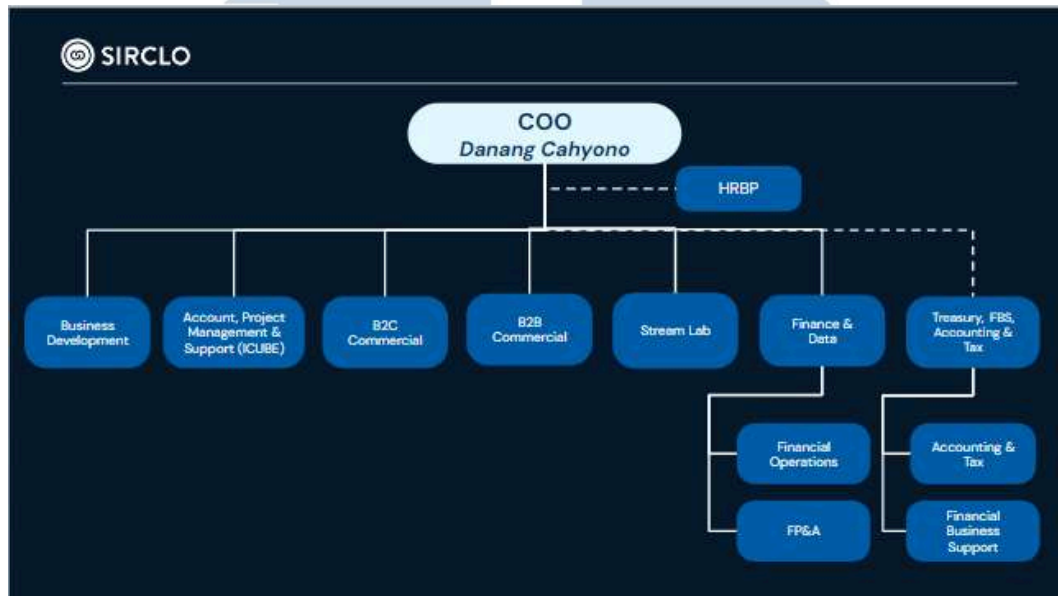 SIRCLO
COO
Danang Cahyono
HRBP
Business
Development
Account, Project
Management &
Support (ICUBE)
B2C
Commercial
B2B
Commercial
Stream Lab
Finance &
Data
Treasury, FBS,
Accounting &
Tax
Financial
Operations
Accounting &
Tax
FP&A
Financial
Business
Support